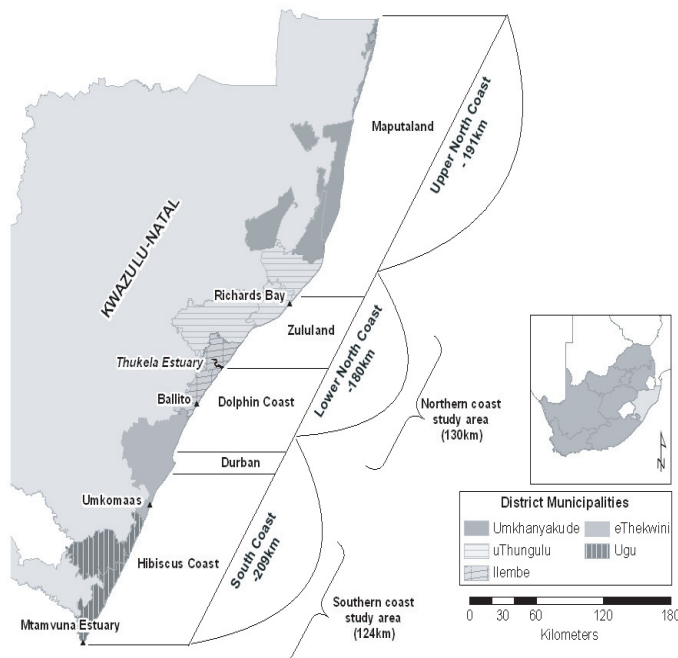 Maputaland
Upper North Coast
- 191km
KWAZULU-NATAL
Richards Bay
Zululand
Thukela Estuary
Lower North Coast
-180km
Ballito
Dolphin Coast
Northern coast
study area
(130km)
Durban
Umkomaas
Hibiscus Coast
South Coast
-209km
Mtamvuna Estuary
Southern coast
study area
(124km)
N
District Municipalities
Umkhanyakude
eThekwini
uThungulu
Ugu
Ilembe
0 30 60 120 180
Kilometers